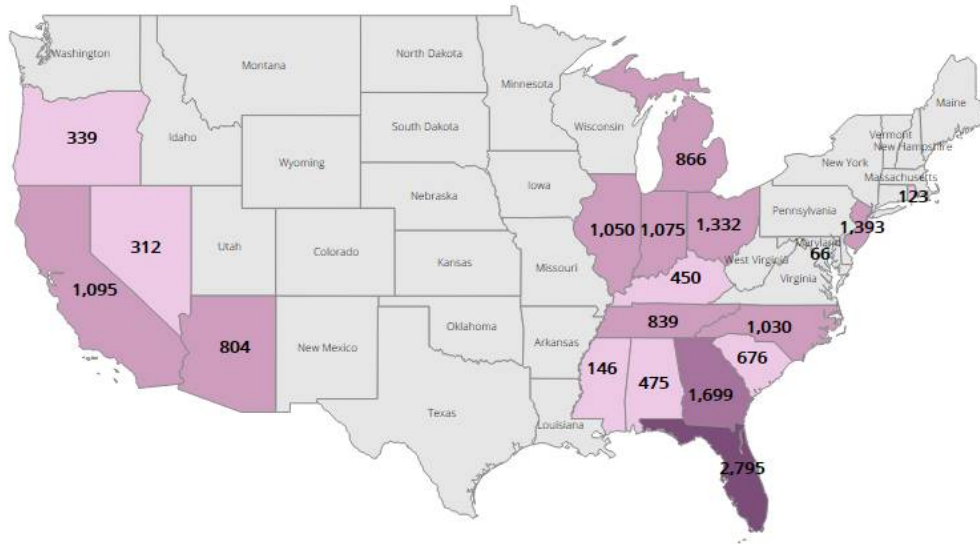 Washington
Montana
North Dakota
Minnesota
Maine
339
Idaho
South Dakota
Wisconsin
Vermont
New Hampshire
Wyoming
866
New York
Massachusetts
Nebraska
Iowa
123
Pennsylvania
312
Utah
Colorado
1,050
1,075
1,332
1,393
Maryland
66
Kansas
Missouri
West Virginia
450
Virginia
1,095
Oklahoma
839
1,030
804
New Mexico
Arkansas
146
475
676
1,699
Texas
Louisiana
2,795